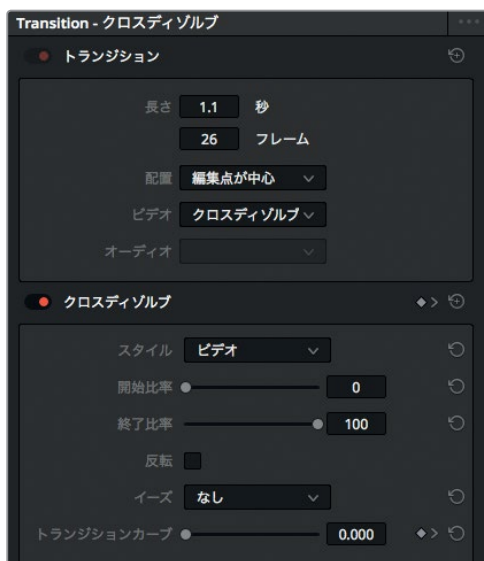 Transition - クロスディゾルブ
トランジション
長さ 1.1 秒
26 フレーム
配置 編集点が中心
ビデオ クロスディゾルブ
オーディオ
クロスディゾルブ
スタイル ビデオ
開始比率 0
終了比率 100
反転
イーズ なし
トランジションカーブ 0.000